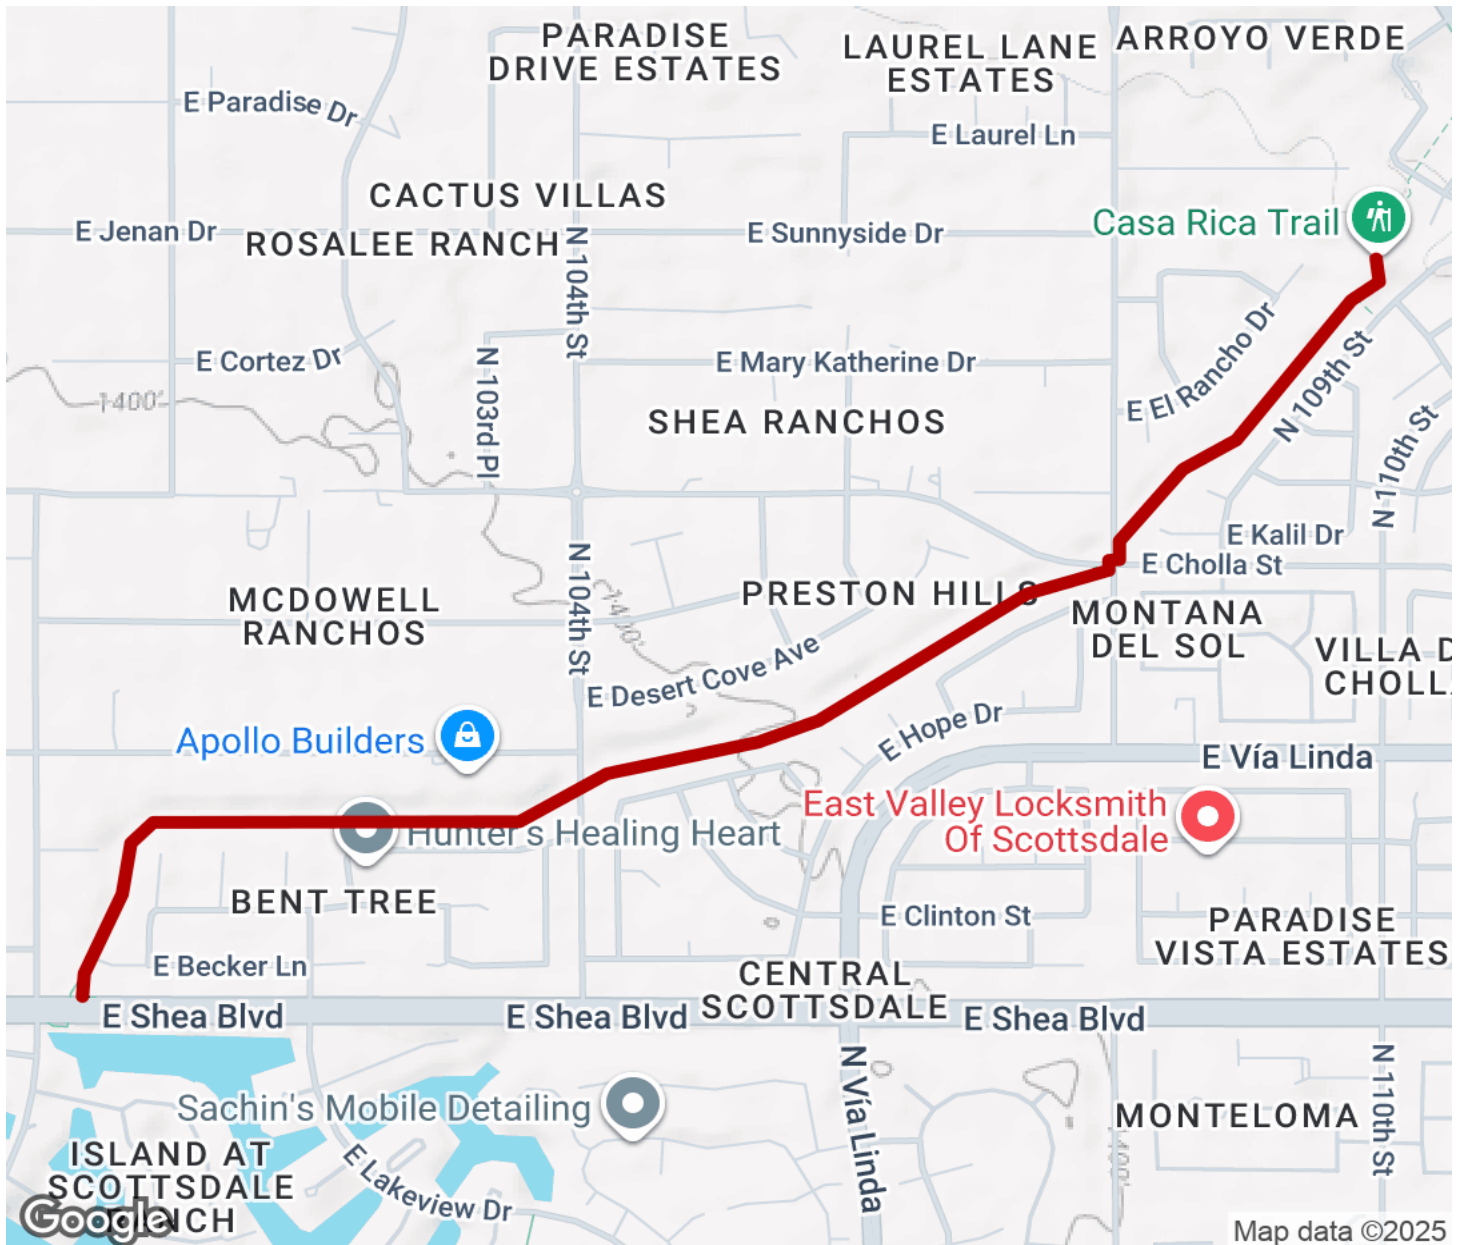 PARADISE
DRIVE ESTATES
LAUREL LANE
ESTATES
ARROYO VERDE
E Paradise Dr
E Laurel Ln
CACTUS VILLAS
Casa Rica Trail
E Jenan Dr
ROSALEE RANCH
N 104th St
E Sunnyside Dr
E Cortez Dr
N 103rd Pl
E Mary Katherine Dr
E El Rancho Dr
N 109th St
1400'
SHEA RANCHOS
N 110th St
E Kalil Dr
E Cholla St
N 104th St
1400'
MCDOWELL
RANCHOS
PRESTON HILLS
MONTANA
DEL SOL
VILLA D
CHOLL
E Desert Cove Ave
Apollo Builders
E Hope Dr
E Vía Linda
Hunter's Healing Heart
East Valley Locksmith
Of Scottsdale
BENT TREE
E Clinton St
PARADISE
VISTA ESTATES
E Becker Ln
CENTRAL
SCOTTSDALE
E Shea Blvd
E Shea Blvd
E Shea Blvd
Sachin's Mobile Detailing
N Vía Linda
N 110th St
MONTELOMA
ISLAND AT
SCOTTSDALE
RANCH
E Lakeview Dr
1400'
Google
Map data ©2025